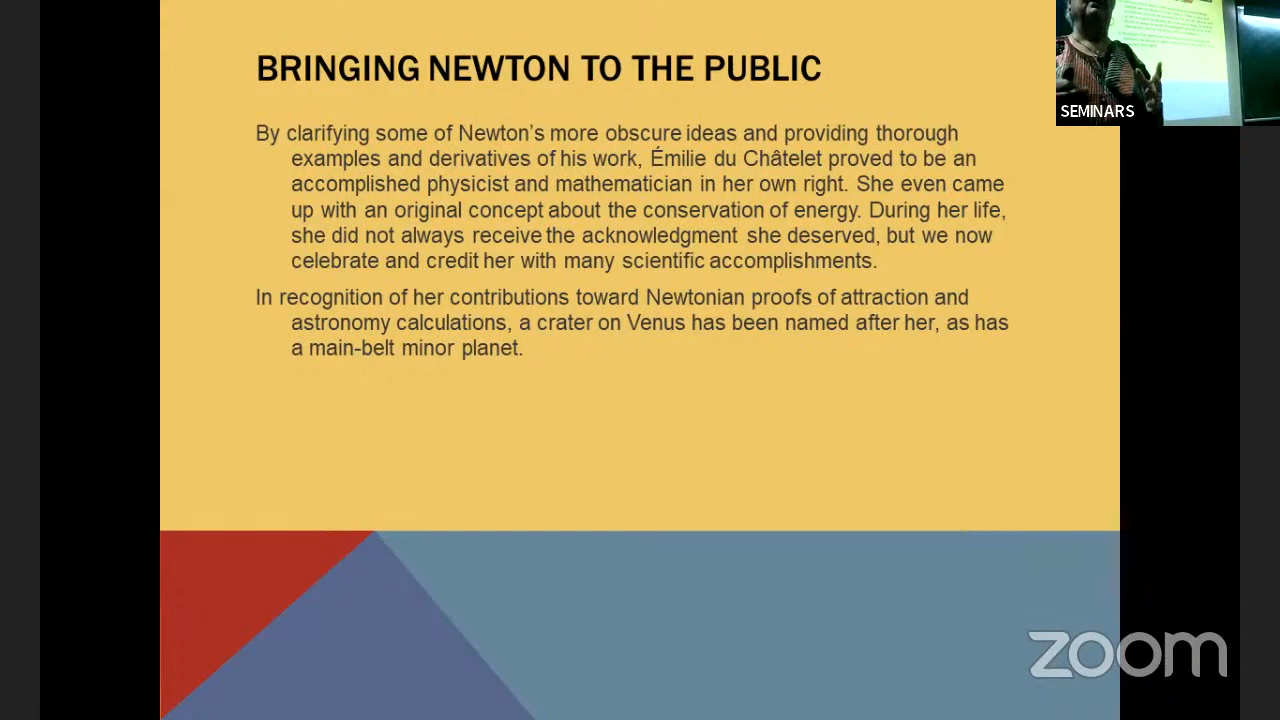 BRINGING NEWTON TO THE PUBLIC
By clarifying some of Newton's more obscure ideas and providing thorough
examples and derivatives of his work, Émilie du Châtelet proved to be an
accomplished physicist and mathematician in her own right. She even came
up with an original concept about the conservation of energy. During her life,
she did not always receive the acknowledgment she deserved, but we now
celebrate and credit her with many scientific accomplishments.
In recognition of her contributions toward Newtonian proofs of attraction and
astronomy calculations, a crater on Venus has been named after her, as has
a main-belt minor planet.
SEMINARS
zoom